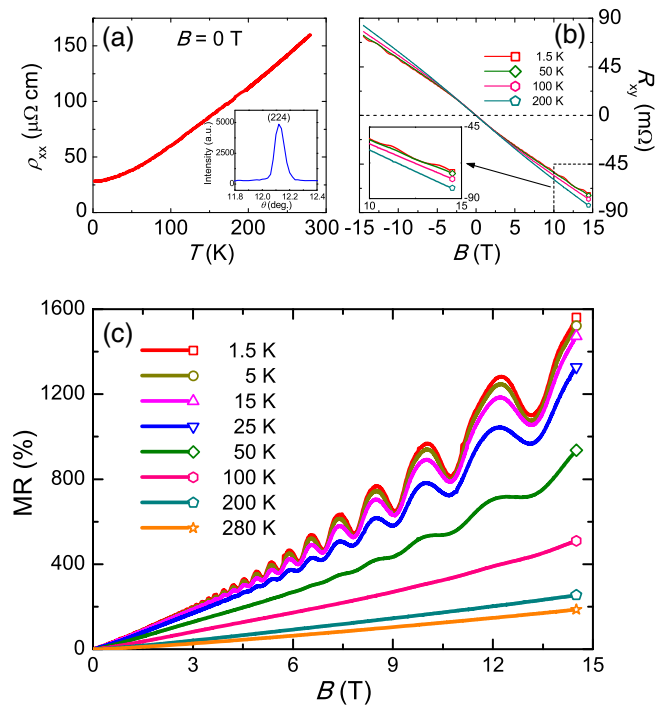 (a)
B = 0 T
150
100
50
0
ρxx (μΩ cm)
0
100
200
300
T (K)
(224)
5000
2500
0
Intensity (a.u.)
11.8
12.0
12.2
12.4
θ (deg.)
(b)
1.5 K
50 K
100 K
200 K
90
45
0
-45
-90
Rxy (mΩ)
-15
-10
-5
0
5
10
15
B (T)
-45
-90
10
15
(c)
1.5 K
5 K
15 K
25 K
50 K
100 K
200 K
280 K
1600
1200
800
400
0
MR (%)
0
3
6
9
12
15
B (T)